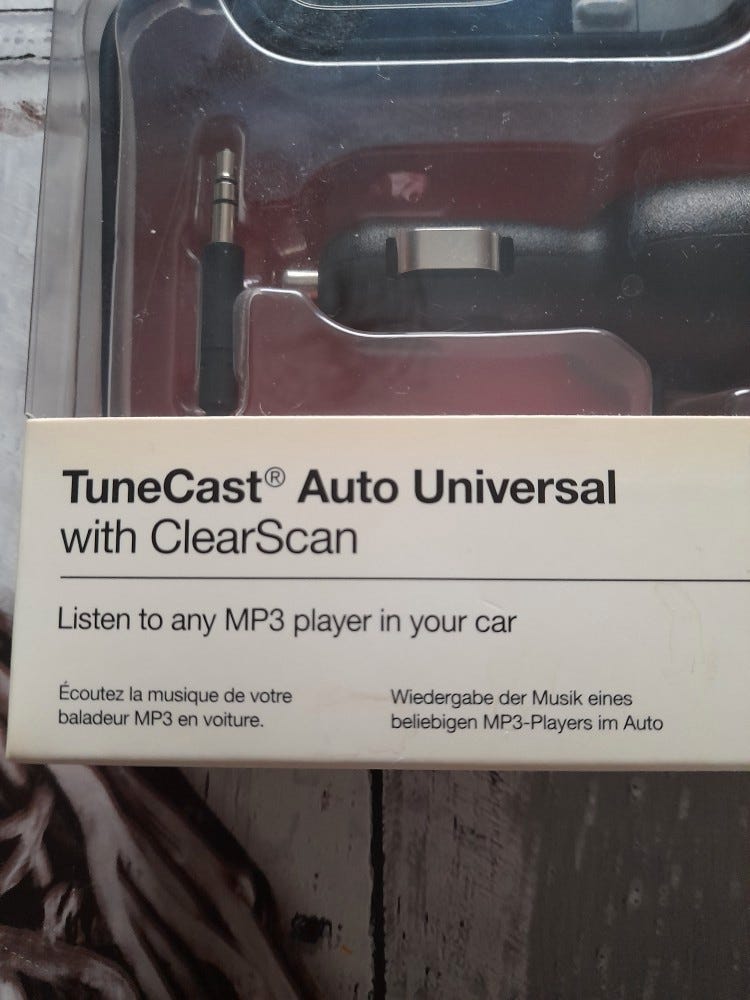 TuneCast® Auto Universal
with ClearScan
Listen to any MP3 player in your car
Écoutez la musique de votre
baladeur MP3 en voiture.
Wiedergabe der Musik eines
beliebigen MP3-Players im Auto